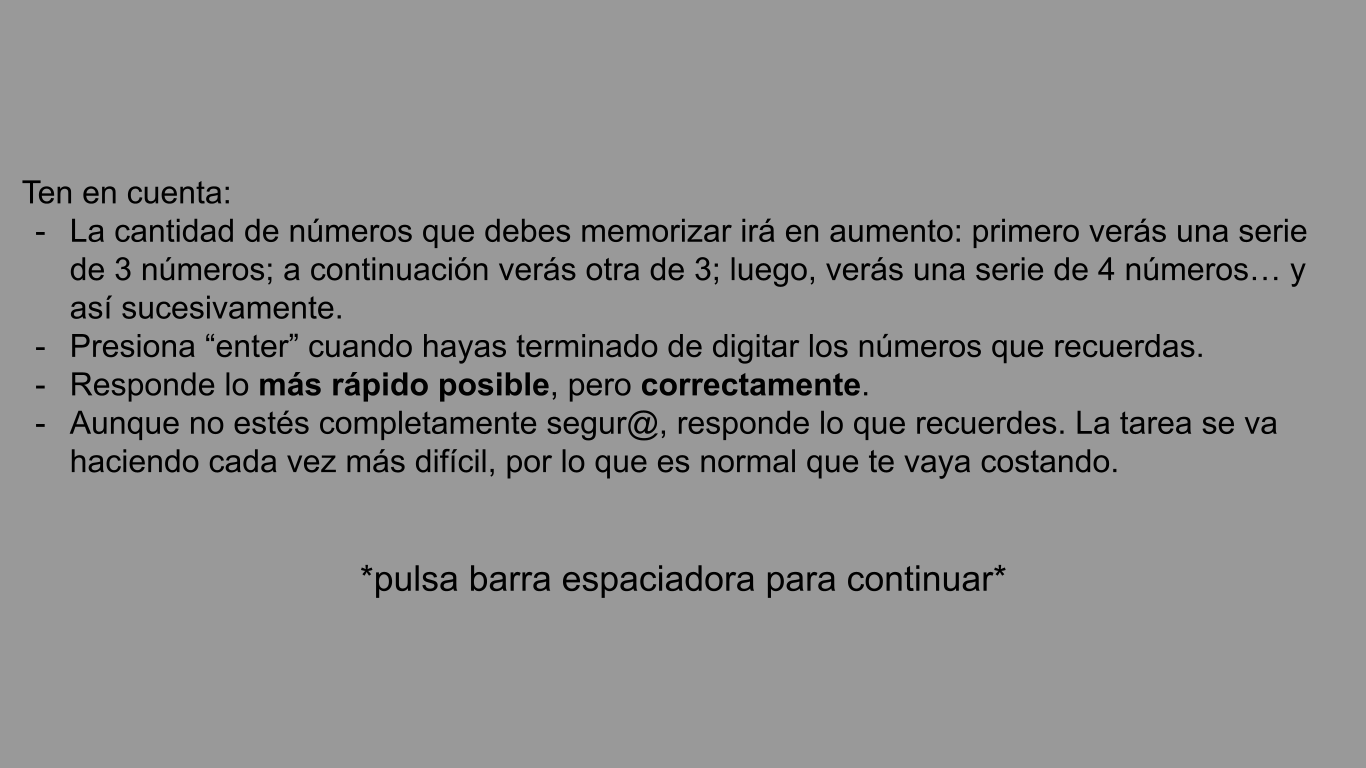 Ten en cuenta:
- La cantidad de números que debes memorizar irá en aumento: primero verás una serie
de 3 números; a continuación verás otra de 3; luego, verás una serie de 4 números… y
así sucesivamente.
- Presiona “enter” cuando hayas terminado de digitar los números que recuerdas.
- Responde lo más rápido posible, pero correctamente.
- Aunque no estés completamente segur@, responde lo que recuerdes. La tarea se va
haciendo cada vez más difícil, por lo que es normal que te vaya costando.
*pulsa barra espaciadora para continuar*